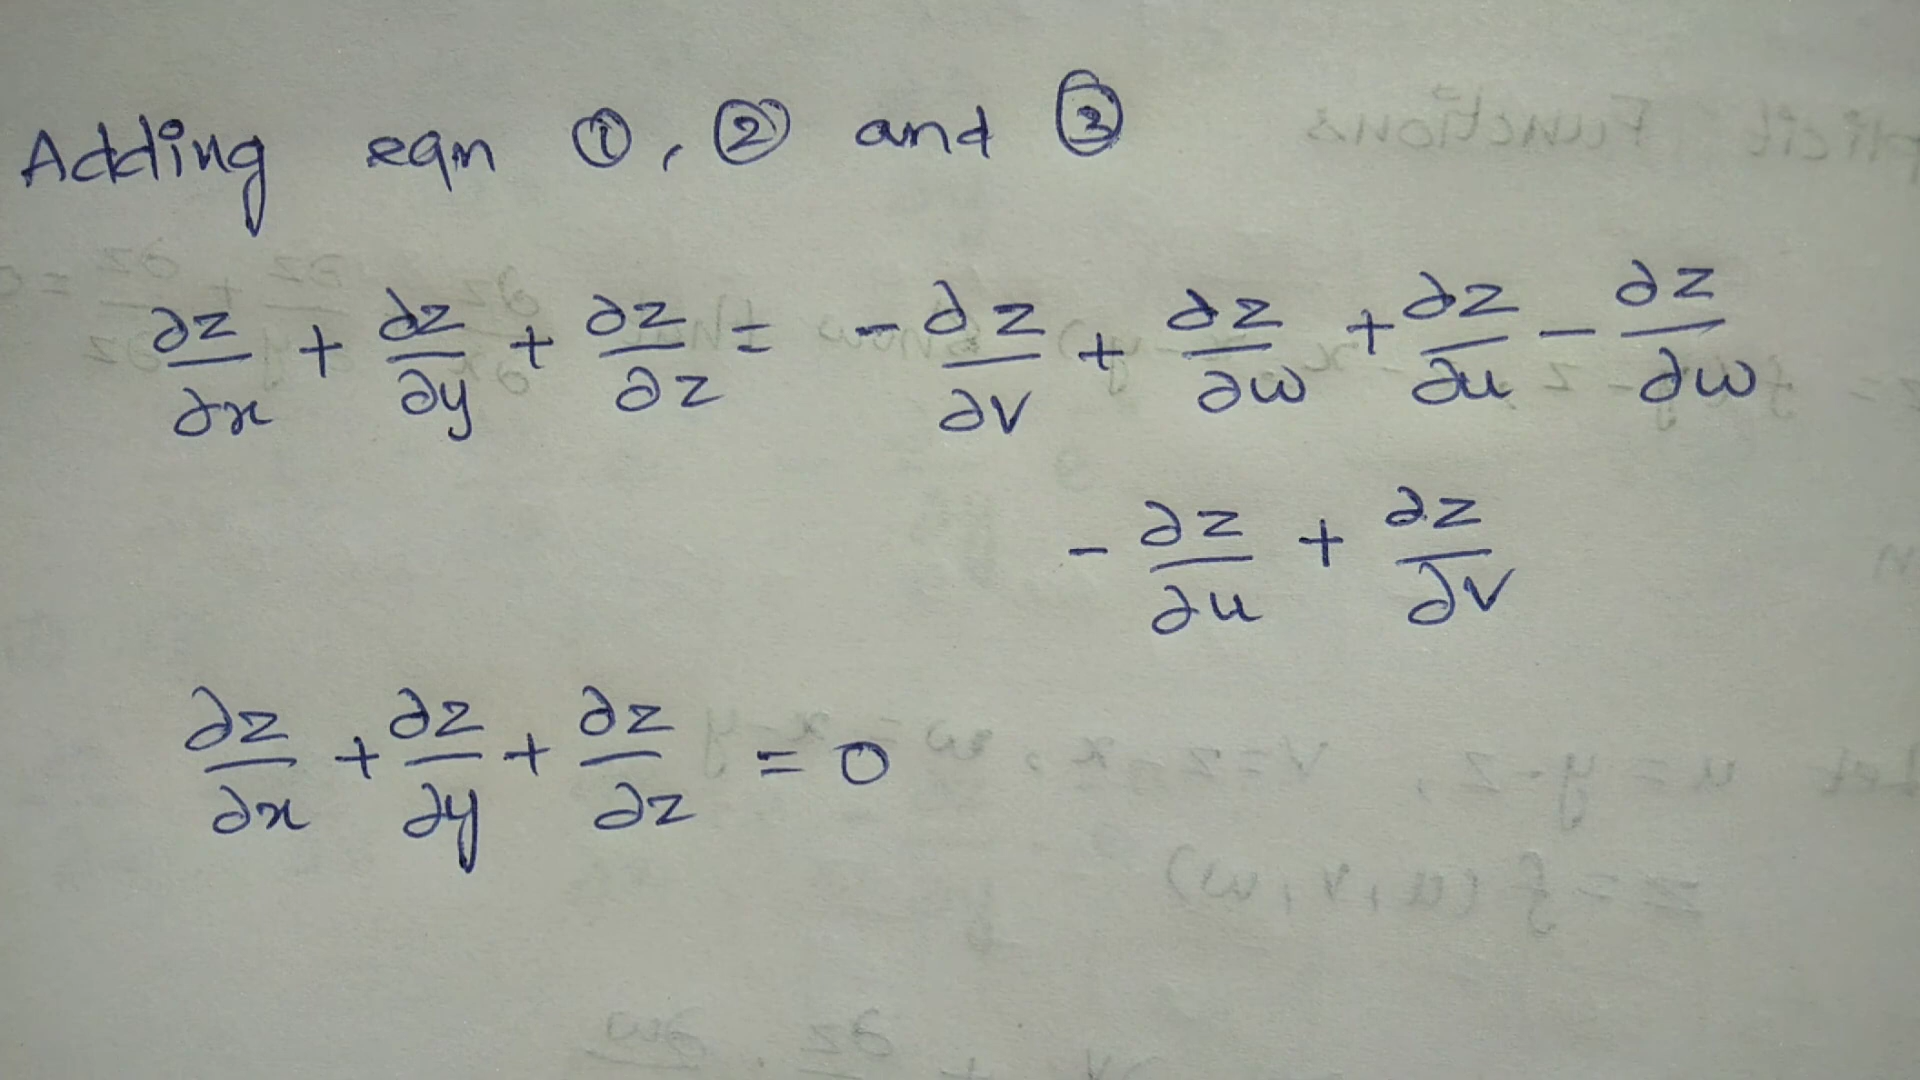 Adding eqn ①, ② and ③
∂z/∂x + ∂z/∂y + ∂z/∂z = -∂z/∂v + ∂z/∂w + ∂z/∂u - ∂z/∂w
- ∂z/∂u + ∂z/∂v
∂z/∂x + ∂z/∂y + ∂z/∂z = 0